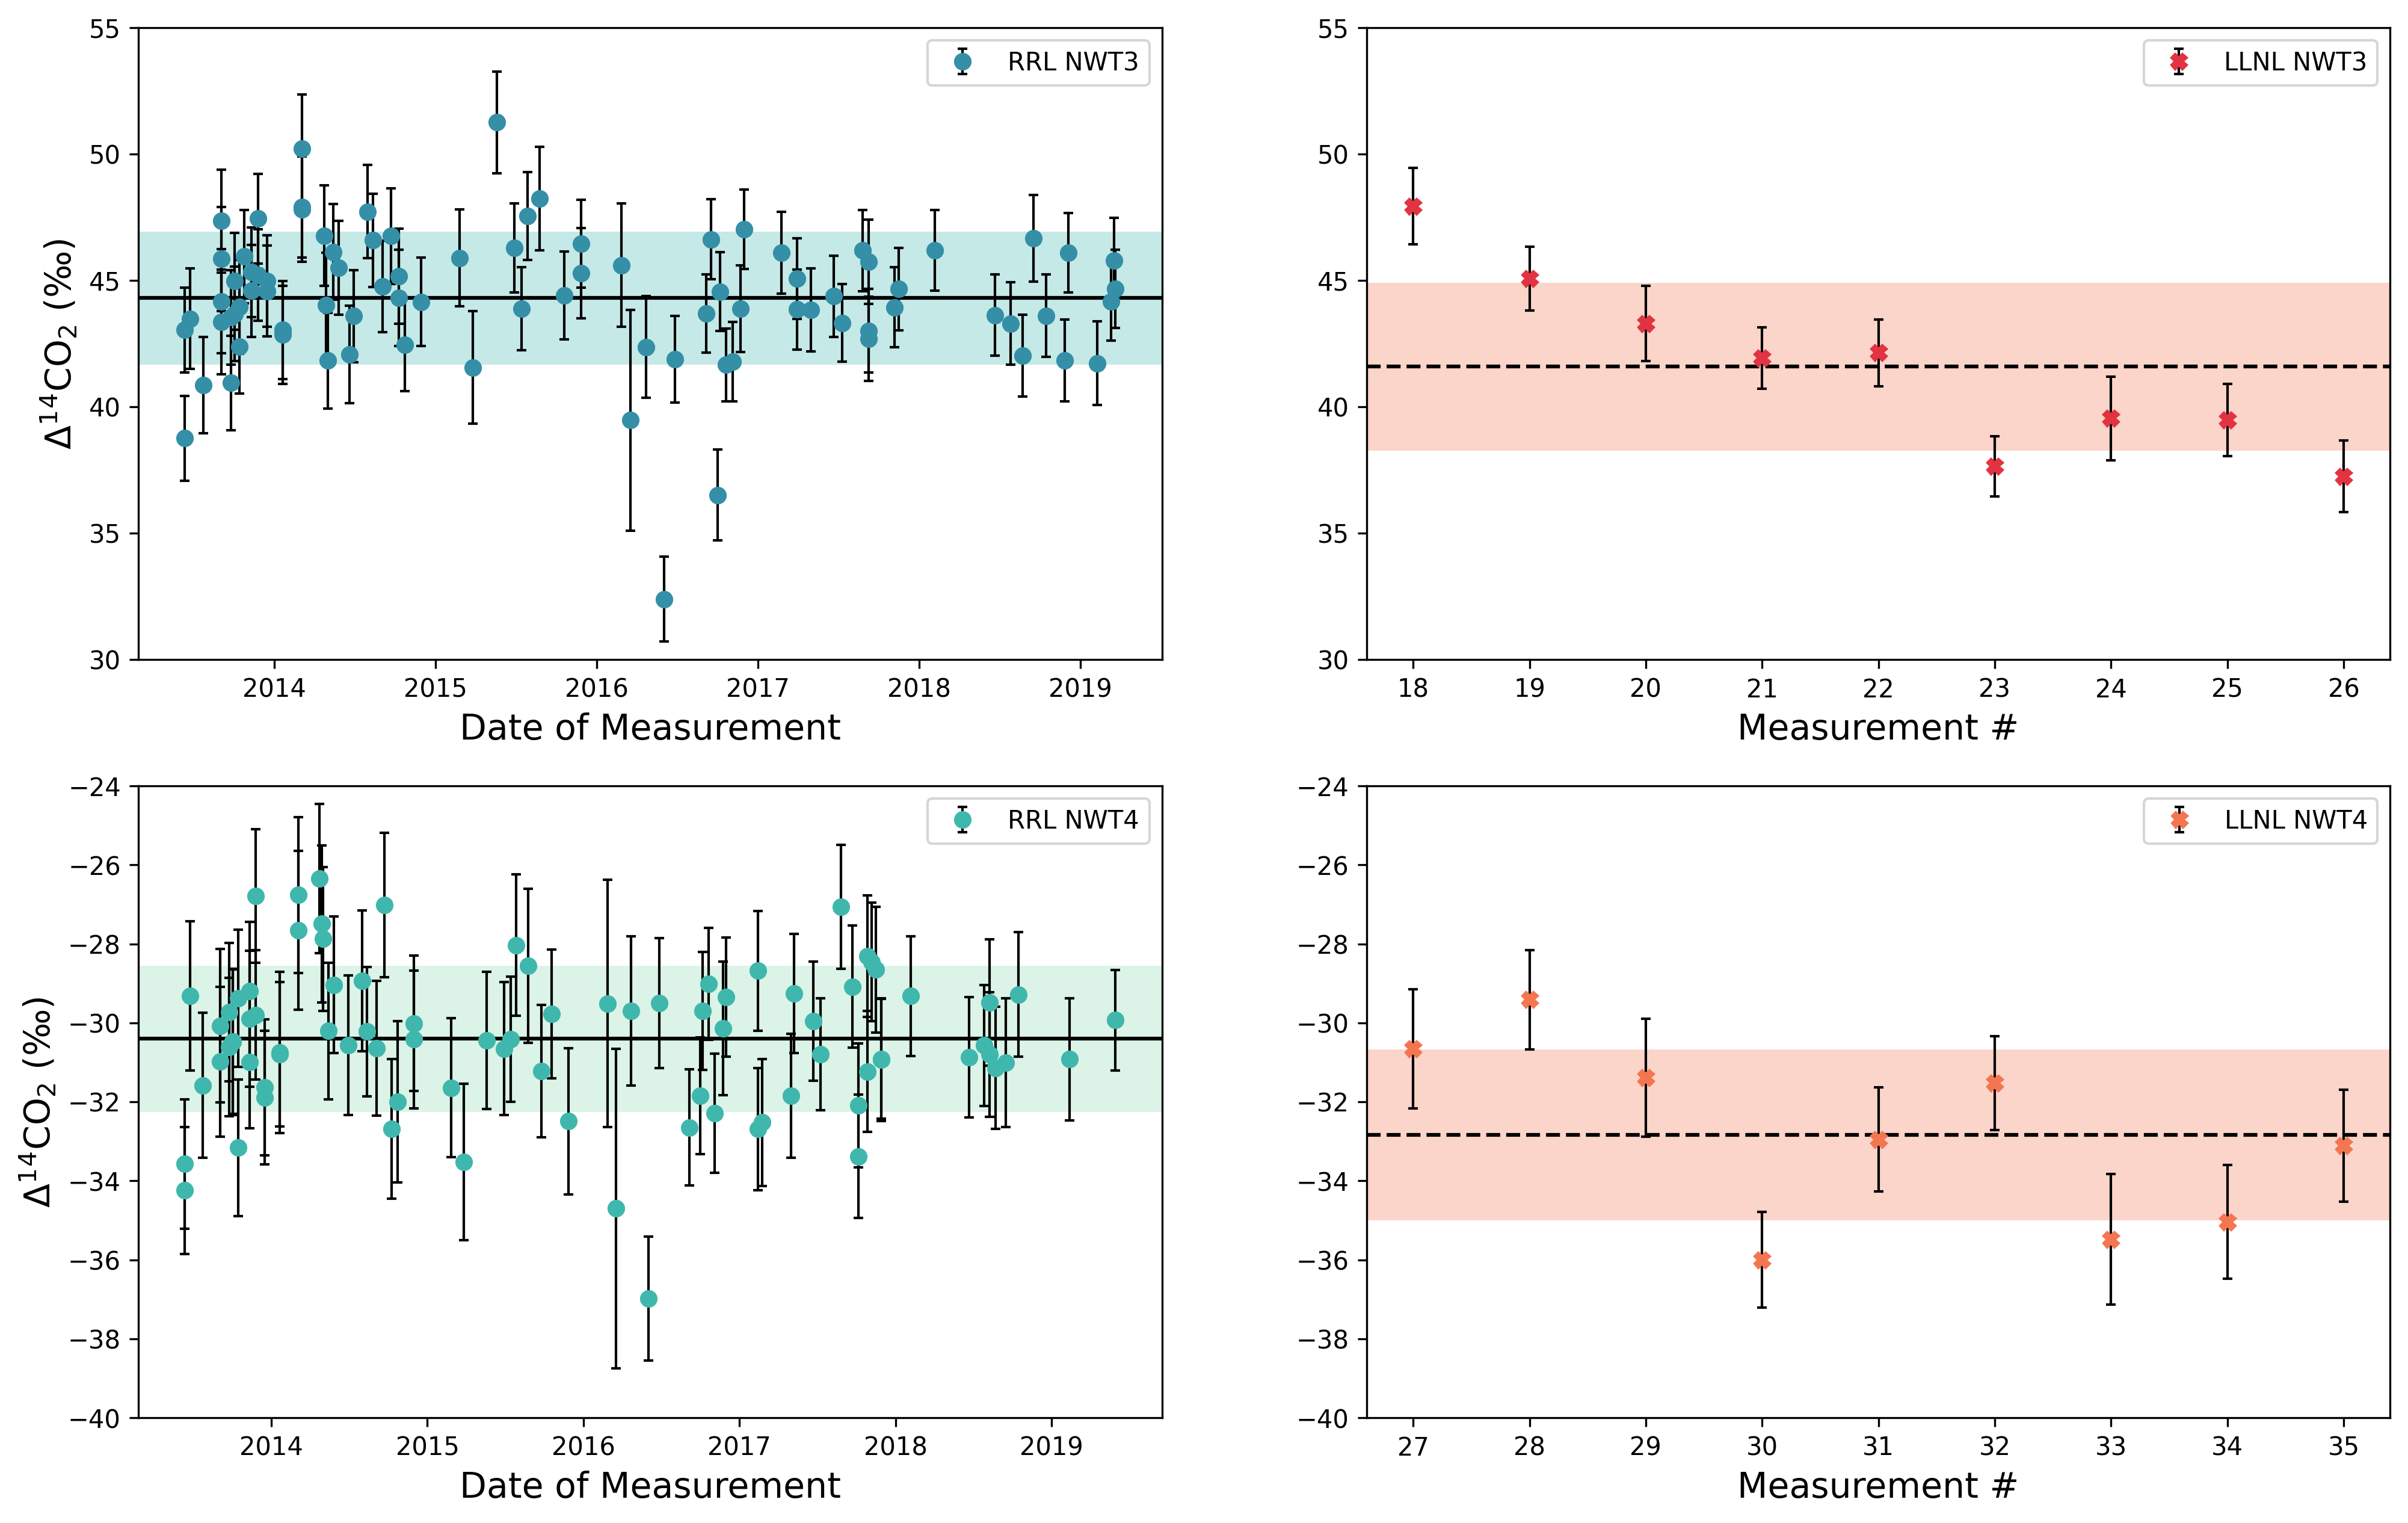 55
50
45
40
35
30
Δ¹⁴CO₂ (‰)
RRL NWT3
2014 2015 2016 2017 2018 2019
Date of Measurement
55
50
45
40
35
30
LLNL NWT3
18 19 20 21 22 23 24 25 26
Measurement #
−24
−26
−28
−30
−32
−34
−36
−38
−40
Δ¹⁴CO₂ (‰)
RRL NWT4
2014 2015 2016 2017 2018 2019
Date of Measurement
−24
−26
−28
−30
−32
−34
−36
−38
−40
LLNL NWT4
27 28 29 30 31 32 33 34 35
Measurement #